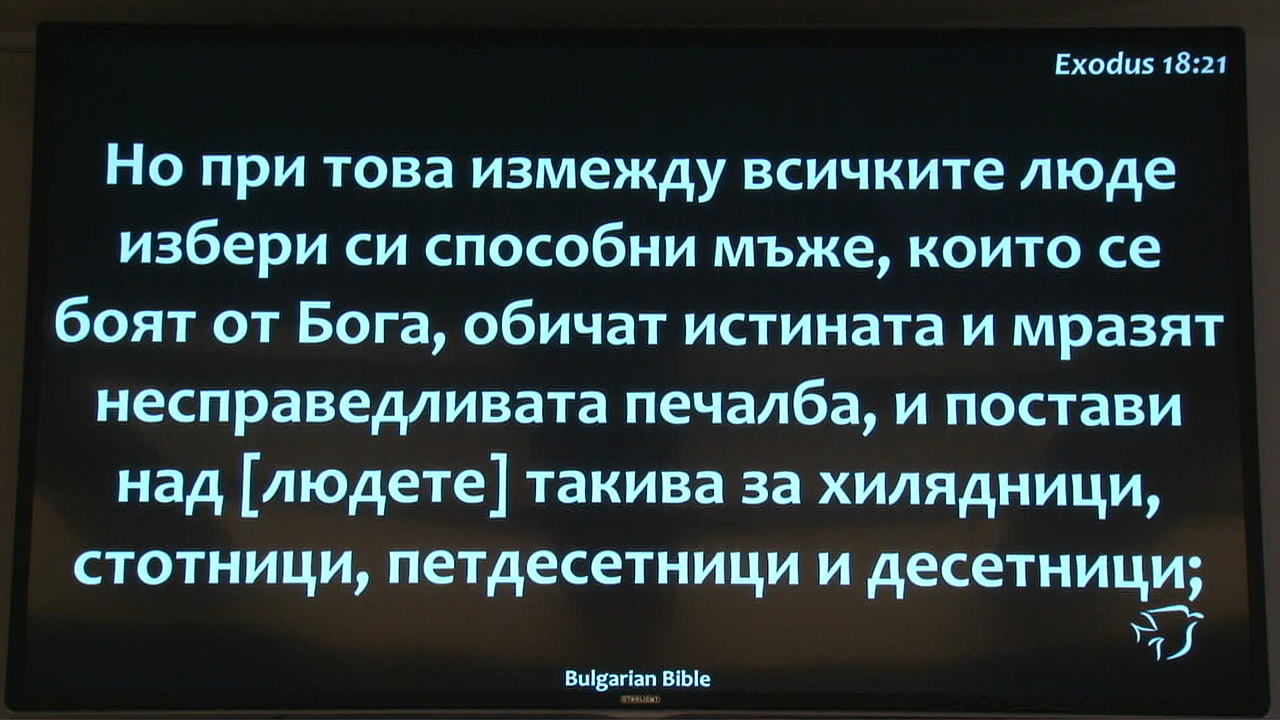 Exodus 18:21
Но при това измежду всичките люде
избери си способни мъже, които се
боят от Бога, обичат истината и мразят
несправедливата печалба, и постави
над [людете] такива за хилядници,
стотници, петдесетници и десетници;
Bulgarian Bible
STARLIGHT